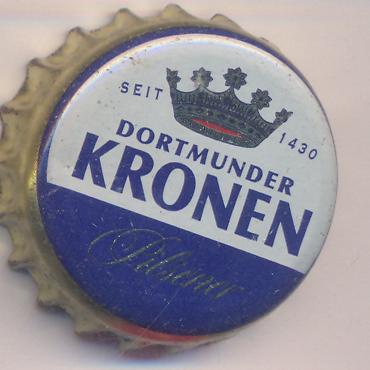 SEIT 1430
DORTMUNDER
KRONEN
Pilsener